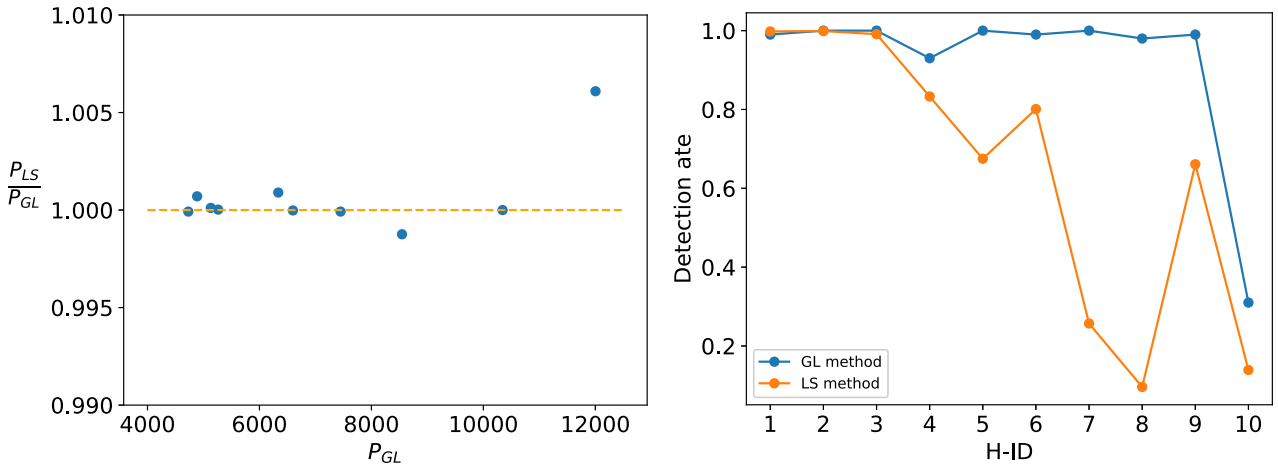 1.010
1.005
1.000
0.995
0.990
P_LS
P_GL
4000 6000 8000 10000 12000
P_GL
1.0
0.8
0.6
0.4
0.2
Detection ate
GL method
LS method
1 2 3 4 5 6 7 8 9 10
H-ID